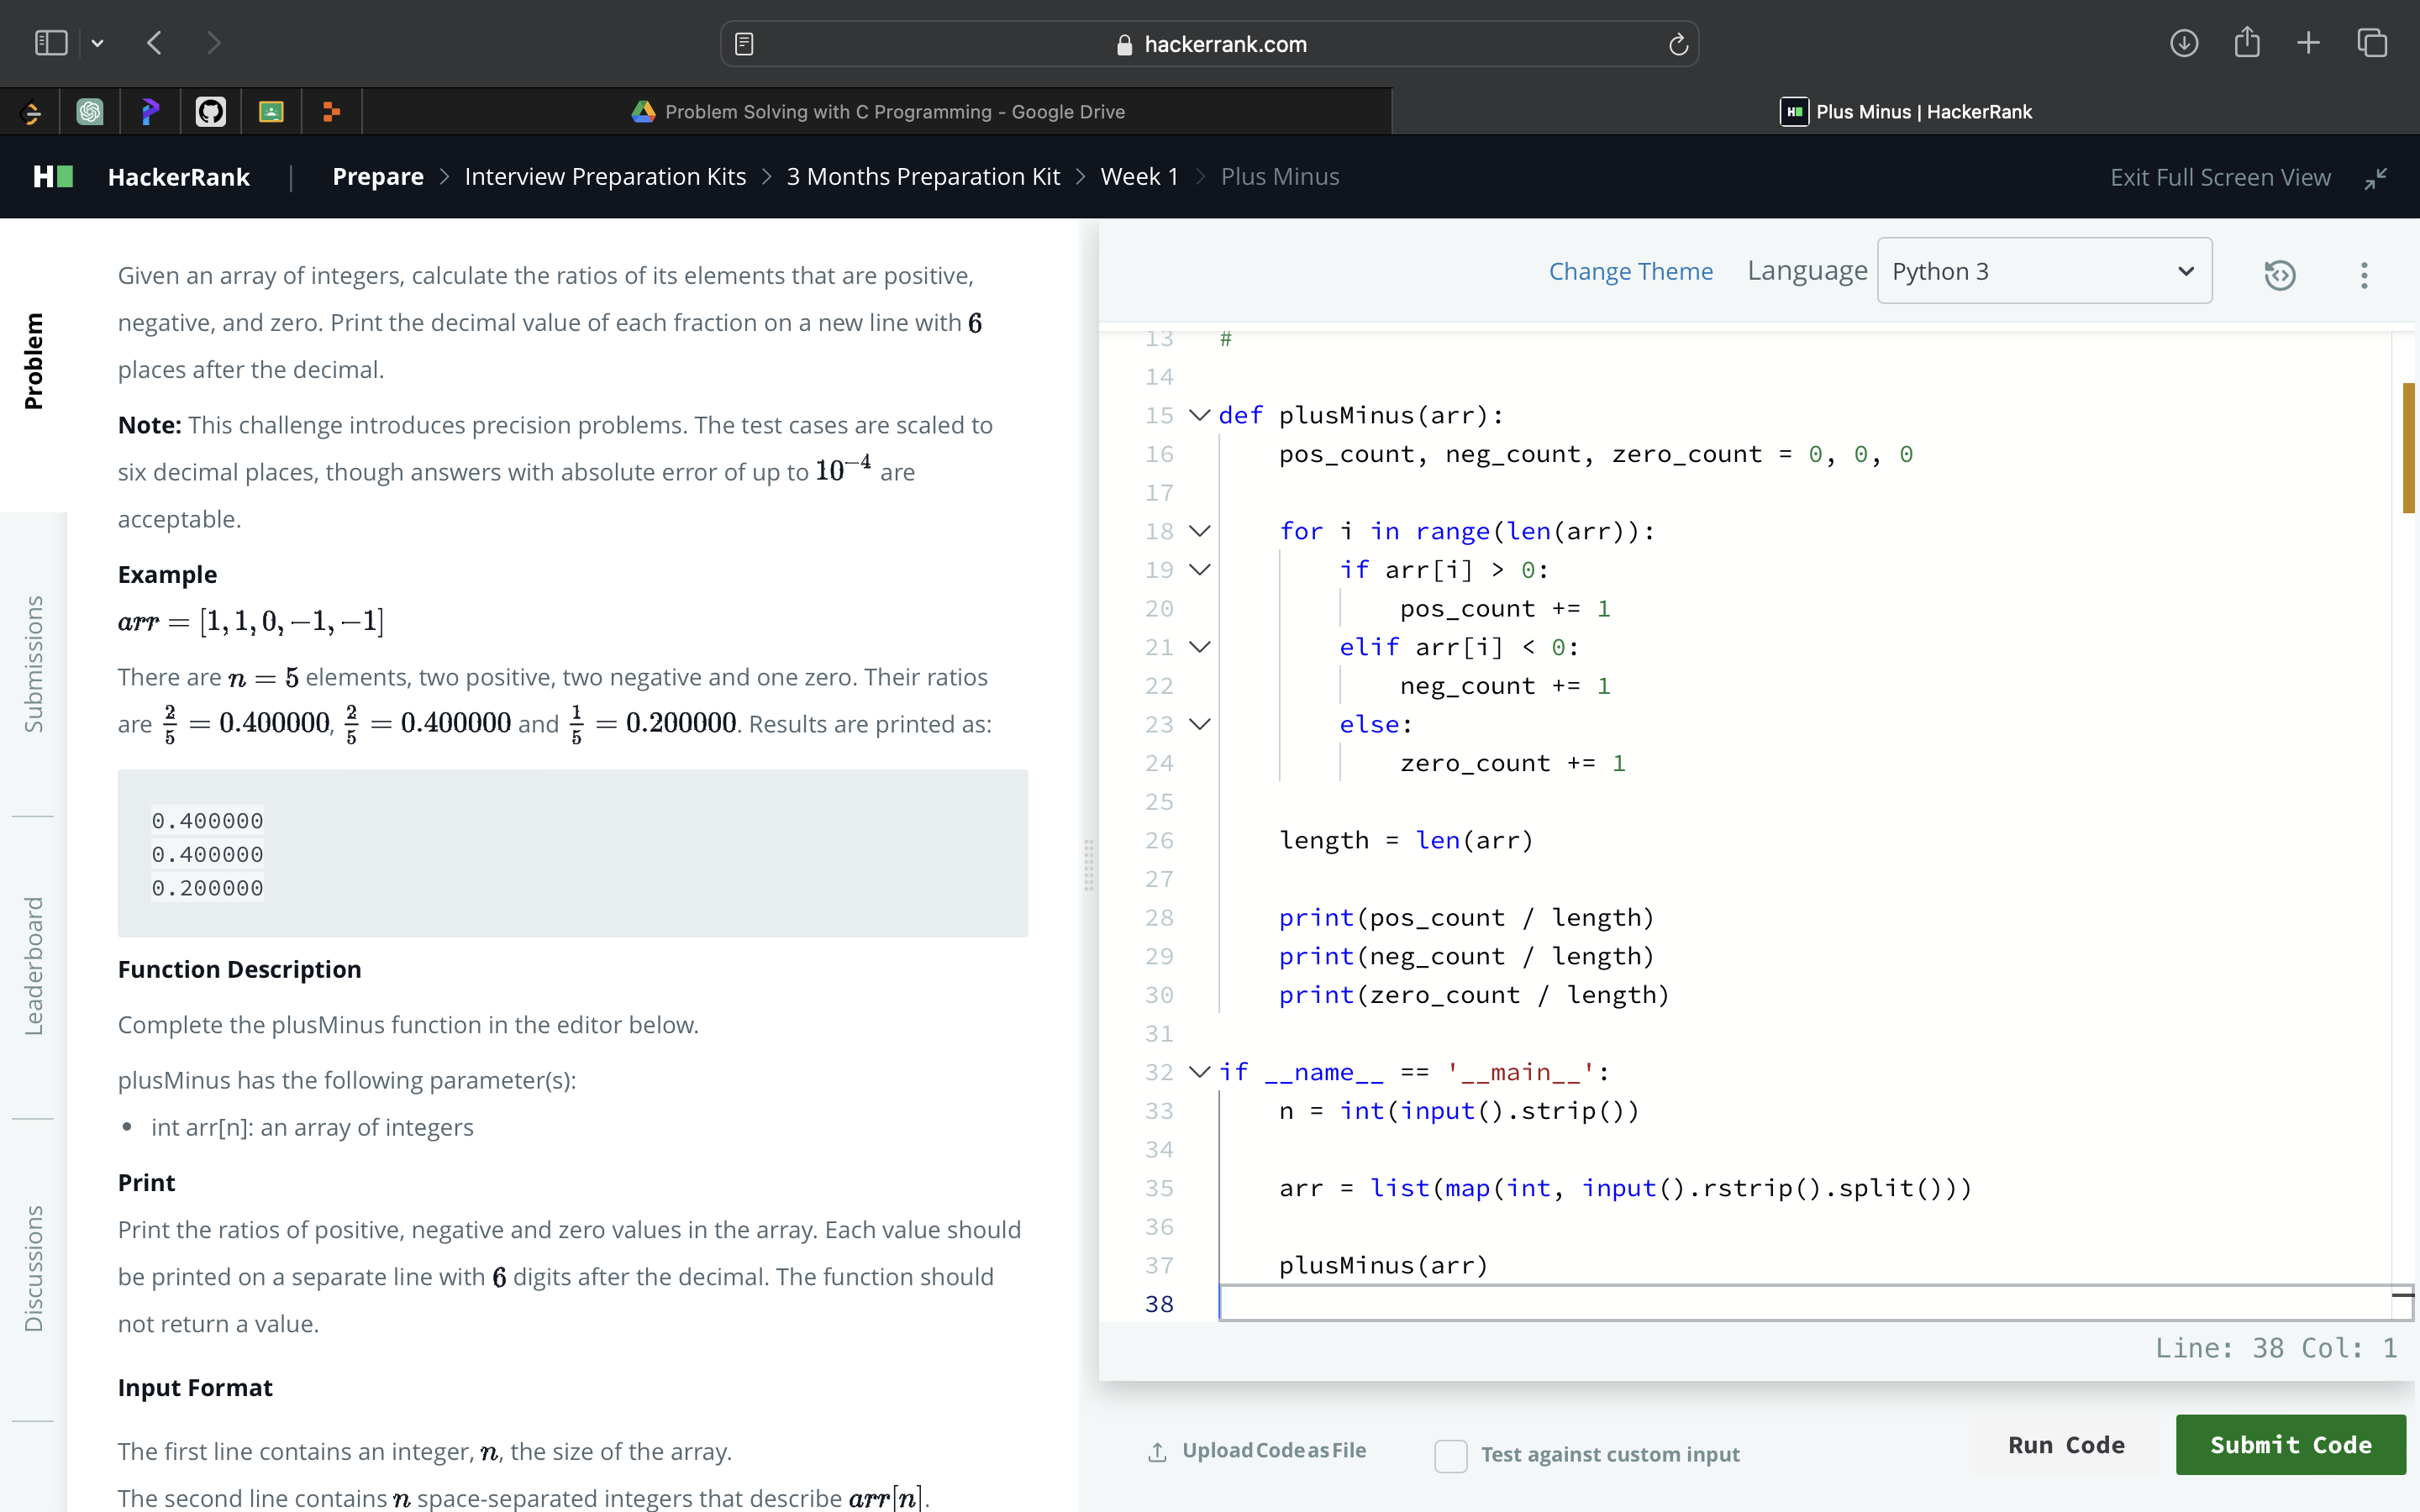 hackerrank.com
Problem Solving with C Programming - Google Drive
H Plus Minus | HackerRank
H HackerRank | Prepare > Interview Preparation Kits > 3 Months Preparation Kit > Week 1 > Plus Minus
Exit Full Screen View
Problem
Submissions
Leaderboard
Discussions
Given an array of integers, calculate the ratios of its elements that are positive,
negative, and zero. Print the decimal value of each fraction on a new line with 6
places after the decimal.
Note: This challenge introduces precision problems. The test cases are scaled to
six decimal places, though answers with absolute error of up to 10⁻⁴ are
acceptable.
Example
arr = [1, 1, 0, −1, −1]
There are n = 5 elements, two positive, two negative and one zero. Their ratios
are 2/5 = 0.400000, 2/5 = 0.400000 and 1/5 = 0.200000. Results are printed as:
0.400000
0.400000
0.200000
Function Description
Complete the plusMinus function in the editor below.
plusMinus has the following parameter(s):
• int arr[n]: an array of integers
Print
Print the ratios of positive, negative and zero values in the array. Each value should
be printed on a separate line with 6 digits after the decimal. The function should
not return a value.
Input Format
The first line contains an integer, n, the size of the array.
The second line contains n space-separated integers that describe arr[n].
Change Theme Language Python 3
13 #
14
15 def plusMinus(arr):
16     pos_count, neg_count, zero_count = 0, 0, 0
17
18     for i in range(len(arr)):
19         if arr[i] > 0:
20             pos_count += 1
21         elif arr[i] < 0:
22             neg_count += 1
23         else:
24             zero_count += 1
25
26     length = len(arr)
27
28     print(pos_count / length)
29     print(neg_count / length)
30     print(zero_count / length)
31
32 if __name__ == '__main__':
33     n = int(input().strip())
34
35     arr = list(map(int, input().rstrip().split()))
36
37     plusMinus(arr)
38
Line: 38 Col: 1
Upload Code as File
Test against custom input
Run Code
Submit Code